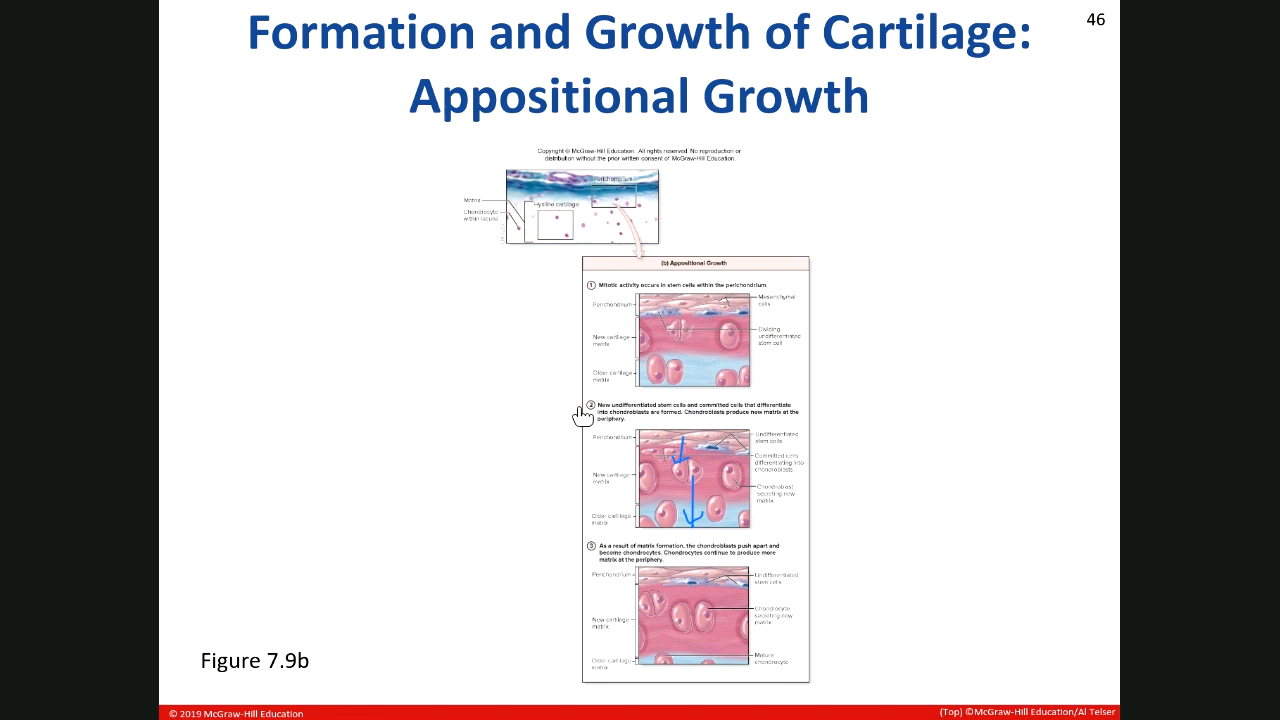 46
Formation and Growth of Cartilage:
Appositional Growth
Copyright © McGraw-Hill Education. All rights reserved. No reproduction or
distribution without the prior written consent of McGraw-Hill Education.
Perichondrium
Matrix
Hyaline cartilage
Chondrocyte
within lacuna
(b) Appositional Growth
1 Mitotic activity occurs in stem cells within the perichondrium.
Perichondrium
Mesenchymal
cells
Dividing
undifferentiated
stem cell
New cartilage
matrix
Older cartilage
matrix
2 New undifferentiated stem cells and committed cells that differentiate
into chondroblasts are formed. Chondroblasts produce new matrix at the
periphery.
Perichondrium
Undifferentiated
stem cells
Committed cells
differentiating into
chondroblasts
New cartilage
matrix
Chondroblast
secreting new
matrix
Older cartilage
matrix
3 As a result of matrix formation, the chondroblasts push apart and
become chondrocytes. Chondrocytes continue to produce more
matrix at the periphery.
Perichondrium
Undifferentiated
stem cells
Chondrocyte
secreting new
matrix
New cartilage
matrix
Mature
chondrocyte
Older cartilage
matrix
Figure 7.9b
© 2019 McGraw-Hill Education
(Top) ©McGraw-Hill Education/Al Telser